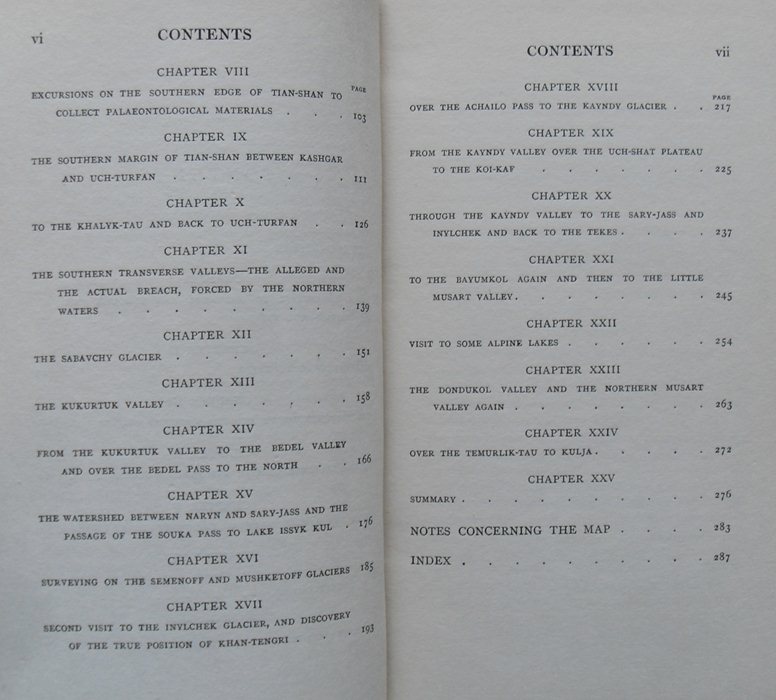 vi
CONTENTS
CHAPTER VIII
PAGE
EXCURSIONS ON THE SOUTHERN EDGE OF TIAN-SHAN TO
COLLECT PALAEONTOLOGICAL MATERIALS . . . 103
CHAPTER IX
THE SOUTHERN MARGIN OF TIAN-SHAN BETWEEN KASHGAR
AND UCH-TURFAN . . . . . . . 111
CHAPTER X
TO THE KHALYK-TAU AND BACK TO UCH-TURFAN . . 126
CHAPTER XI
THE SOUTHERN TRANSVERSE VALLEYS—THE ALLEGED AND
THE ACTUAL BREACH, FORCED BY THE NORTHERN
WATERS . . . . . . . . . 139
CHAPTER XII
THE SABAVCHY GLACIER . . . . . . . 151
CHAPTER XIII
THE KUKURTUK VALLEY . . . . . . . 158
CHAPTER XIV
FROM THE KUKURTUK VALLEY TO THE BEDEL VALLEY
AND OVER THE BEDEL PASS TO THE NORTH . . 166
CHAPTER XV
THE WATERSHED BETWEEN NARYN AND SARY-JASS AND THE
PASSAGE OF THE SOUKA PASS TO LAKE ISSYK KUL . 176
CHAPTER XVI
SURVEYING ON THE SEMENOFF AND MUSHKETOFF GLACIERS 185
CHAPTER XVII
SECOND VISIT TO THE INYLCHEK GLACIER, AND DISCOVERY
OF THE TRUE POSITION OF KHAN-TENGRI . . . 193
CONTENTS
vii
CHAPTER XVIII
PAGE
OVER THE ACHAILO PASS TO THE KAYNDY GLACIER . . 217
CHAPTER XIX
FROM THE KAYNDY VALLEY OVER THE UCH-SHAT PLATEAU
TO THE KOI-KAF . . . . . . . 225
CHAPTER XX
THROUGH THE KAYNDY VALLEY TO THE SARY-JASS AND
INYLCHEK AND BACK TO THE TEKES . . . . 237
CHAPTER XXI
TO THE BAYUMKOL AGAIN AND THEN TO THE LITTLE
MUSART VALLEY . . . . . . . . 245
CHAPTER XXII
VISIT TO SOME ALPINE LAKES . . . . . . 254
CHAPTER XXIII
THE DONDUKOL VALLEY AND THE NORTHERN MUSART
VALLEY AGAIN . . . . . . . . 263
CHAPTER XXIV
OVER THE TEMURLIK-TAU TO KULJA . . . . . 272
CHAPTER XXV
SUMMARY . . . . . . . . . . 276
NOTES CONCERNING THE MAP . . . . 283
INDEX . . . . . . . . . . 287